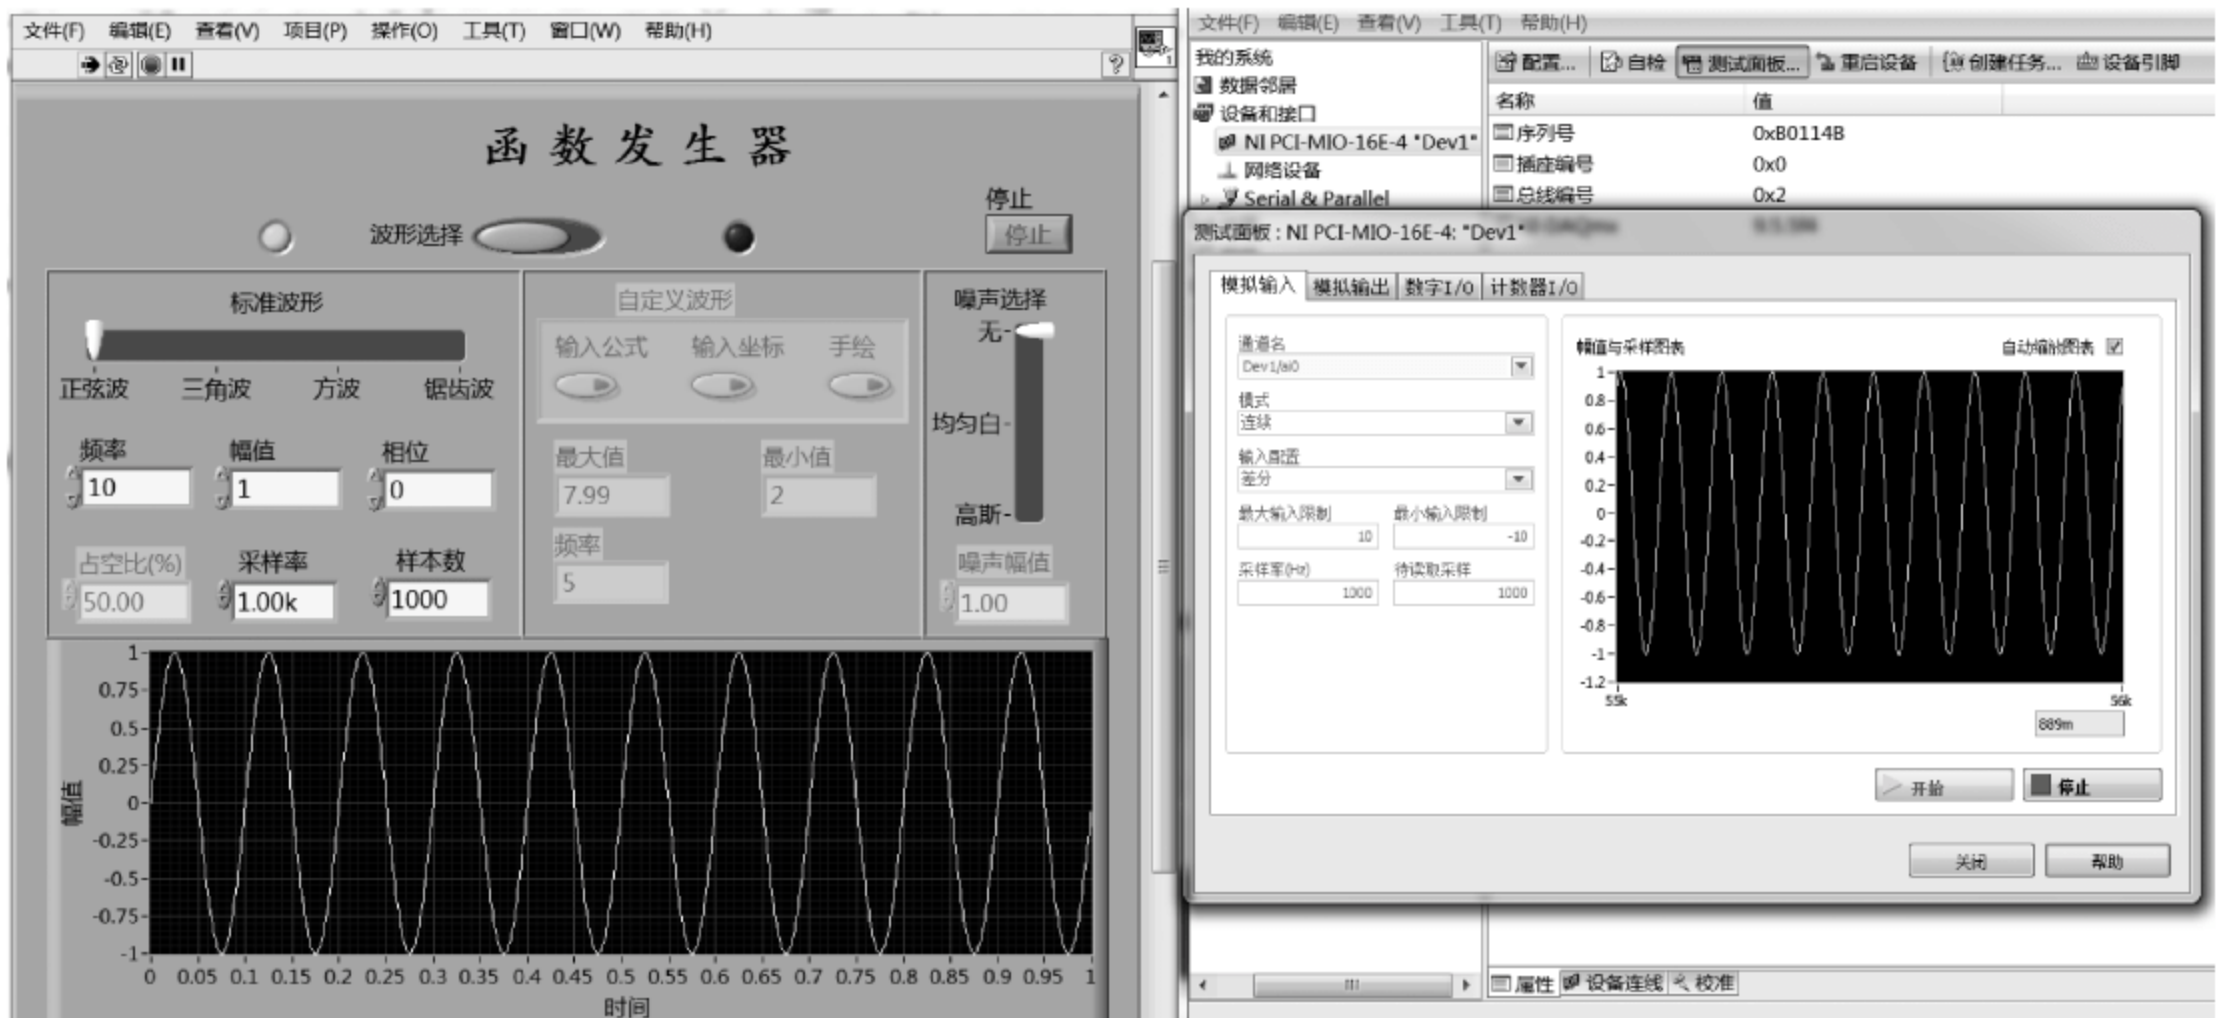 文件(F) 编辑(E) 查看(V) 项目(P) 操作(O) 工具(T) 窗口(W) 帮助(H)
?
1
函数发生器
停止
波形选择
停止
标准波形
正弦波 三角波 方波 锯齿波
频率 幅值 相位
10 1 0
占空比(%) 采样率 样本数
50.00 1.00k 1000
自定义波形
输入公式 输入坐标 手绘
最大值 最小值
7.99 2
频率
5
噪声选择
无
均匀白
高斯
噪声幅值
1.00
幅值
1
0.75
0.5
0.25
0
-0.25
-0.5
-0.75
-1
0 0.05 0.1 0.15 0.2 0.25 0.3 0.35 0.4 0.45 0.5 0.55 0.6 0.65 0.7 0.75 0.8 0.85 0.9 0.95 1
时间
文件(F) 编辑(E) 查看(V) 工具(T) 帮助(H)
我的系统
数据邻居
设备和接口
NI PCI-MIO-16E-4 "Dev1"
网络设备
Serial & Parallel
配置... 自检 测试面板... 重启设备 创建任务... 设备引脚
名称 值
序列号 0xB0114B
插座编号 0x0
总线编号 0x2
测试面板 : NI PCI-MIO-16E-4: "Dev1"
模拟输入 模拟输出 数字I/O 计数器I/O
通道名
Dev1/ai0
模式
连续
输入配置
差分
最大输入限制 最小输入限制
10 -10
采样率(Hz) 待读取采样
1000 1000
幅值与采样图表 自动缩放图表
1
0.8
0.6
0.4
0.2
0
-0.2
-0.4
-0.6
-0.8
-1
-1.2
55k 56k
889m
开始 停止
关闭 帮助
属性 设备连线 校准